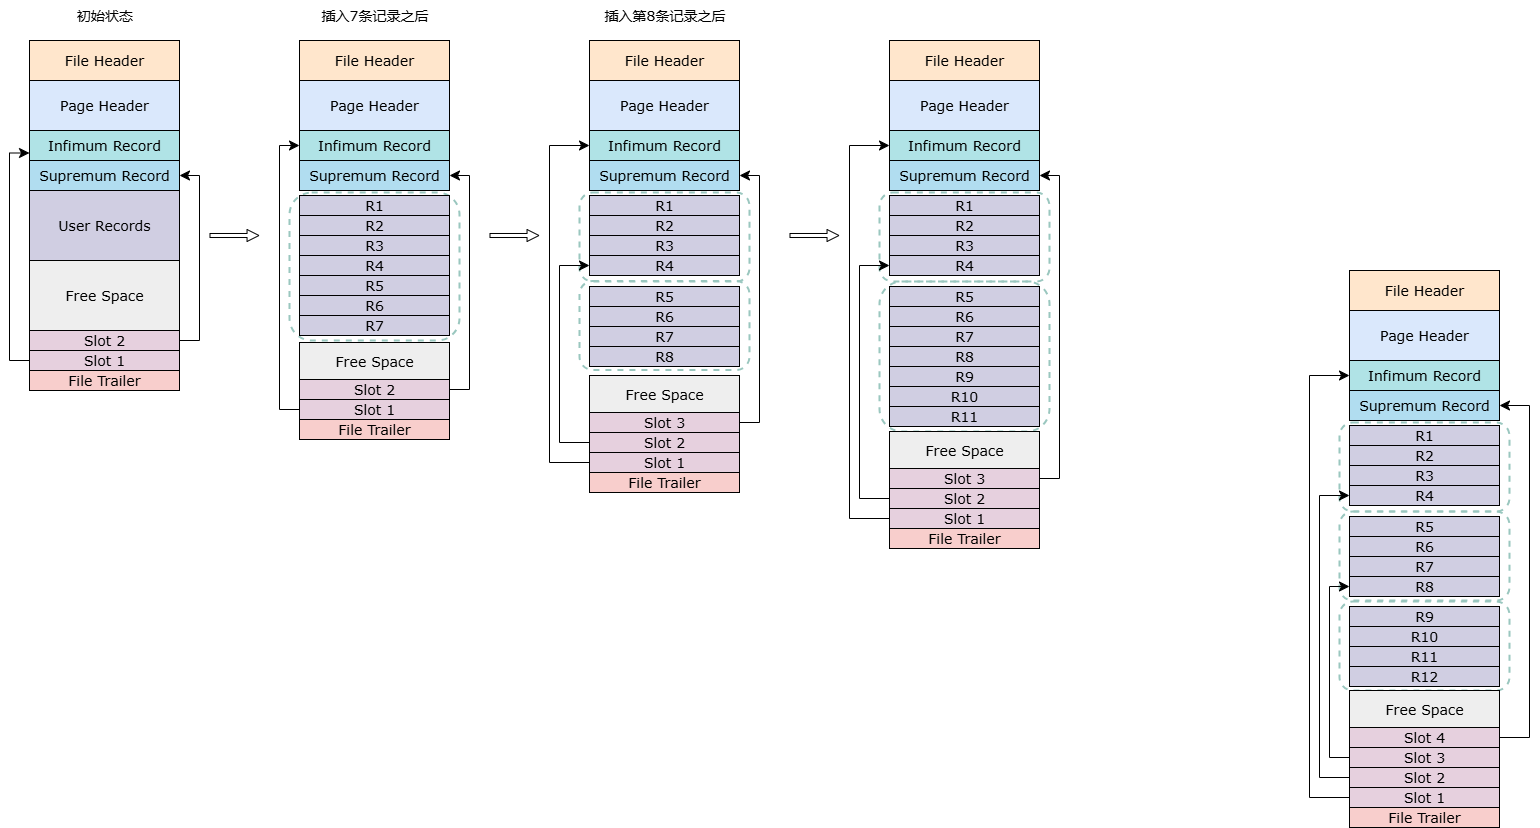 初始状态
File Header
Page Header
Infimum Record
Supremum Record
User Records
Free Space
Slot 2
Slot 1
File Trailer
插入7条记录之后
File Header
Page Header
Infimum Record
Supremum Record
R1
R2
R3
R4
R5
R6
R7
Free Space
Slot 2
Slot 1
File Trailer
插入第8条记录之后
File Header
Page Header
Infimum Record
Supremum Record
R1
R2
R3
R4
R5
R6
R7
R8
Free Space
Slot 3
Slot 2
Slot 1
File Trailer
File Header
Page Header
Infimum Record
Supremum Record
R1
R2
R3
R4
R5
R6
R7
R8
R9
R10
R11
Free Space
Slot 3
Slot 2
Slot 1
File Trailer
File Header
Page Header
Infimum Record
Supremum Record
R1
R2
R3
R4
R5
R6
R7
R8
R9
R10
R11
R12
Free Space
Slot 4
Slot 3
Slot 2
Slot 1
File Trailer